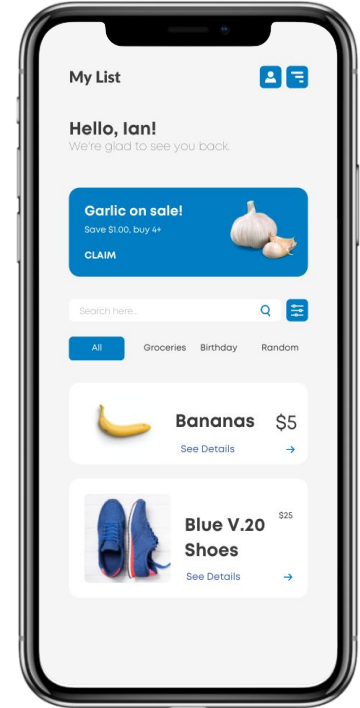 My List
Hello, Ian!
We're glad to see you back.
Garlic on sale!
Save $1.00, buy 4+
CLAIM
Search here..
All Groceries Birthday Random
Bananas $5
See Details
Blue V.20 $25
Shoes
See Details